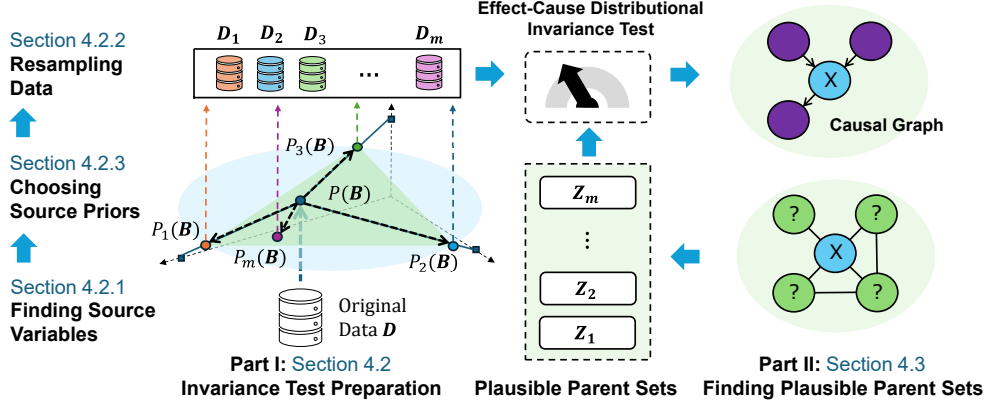 Section 4.2.2
Resampling
Data
Section 4.2.3
Choosing
Source Priors
Section 4.2.1
Finding Source
Variables
D1 D2 D3 ... Dm
P3(B)
P(B)
P1(B)
Pm(B)
P2(B)
Original
Data D
Part I: Section 4.2
Invariance Test Preparation
Effect-Cause Distributional
Invariance Test
Zm
⋮
Z2
Z1
Plausible Parent Sets
X
Causal Graph
? ?
X
? ?
Part II: Section 4.3
Finding Plausible Parent Sets